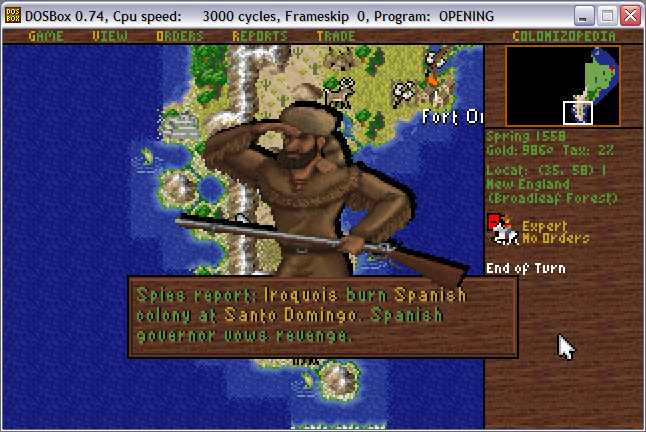 DOSBox 0.74, Cpu speed: 3000 cycles, Frameskip 0, Program: OPENING
GAME VIEW ORDERS REPORTS TRADE COLONIZOPEDIA
Fort Or
Spring 1558
Gold: 986¢ Tax: 2%
Locat: (35, 58) 1
New England
(Broadleaf Forest)
Expert
No Orders
End of Turn
Spies report: Iroquois burn Spanish
colony at Santo Domingo. Spanish
governor vows revenge.